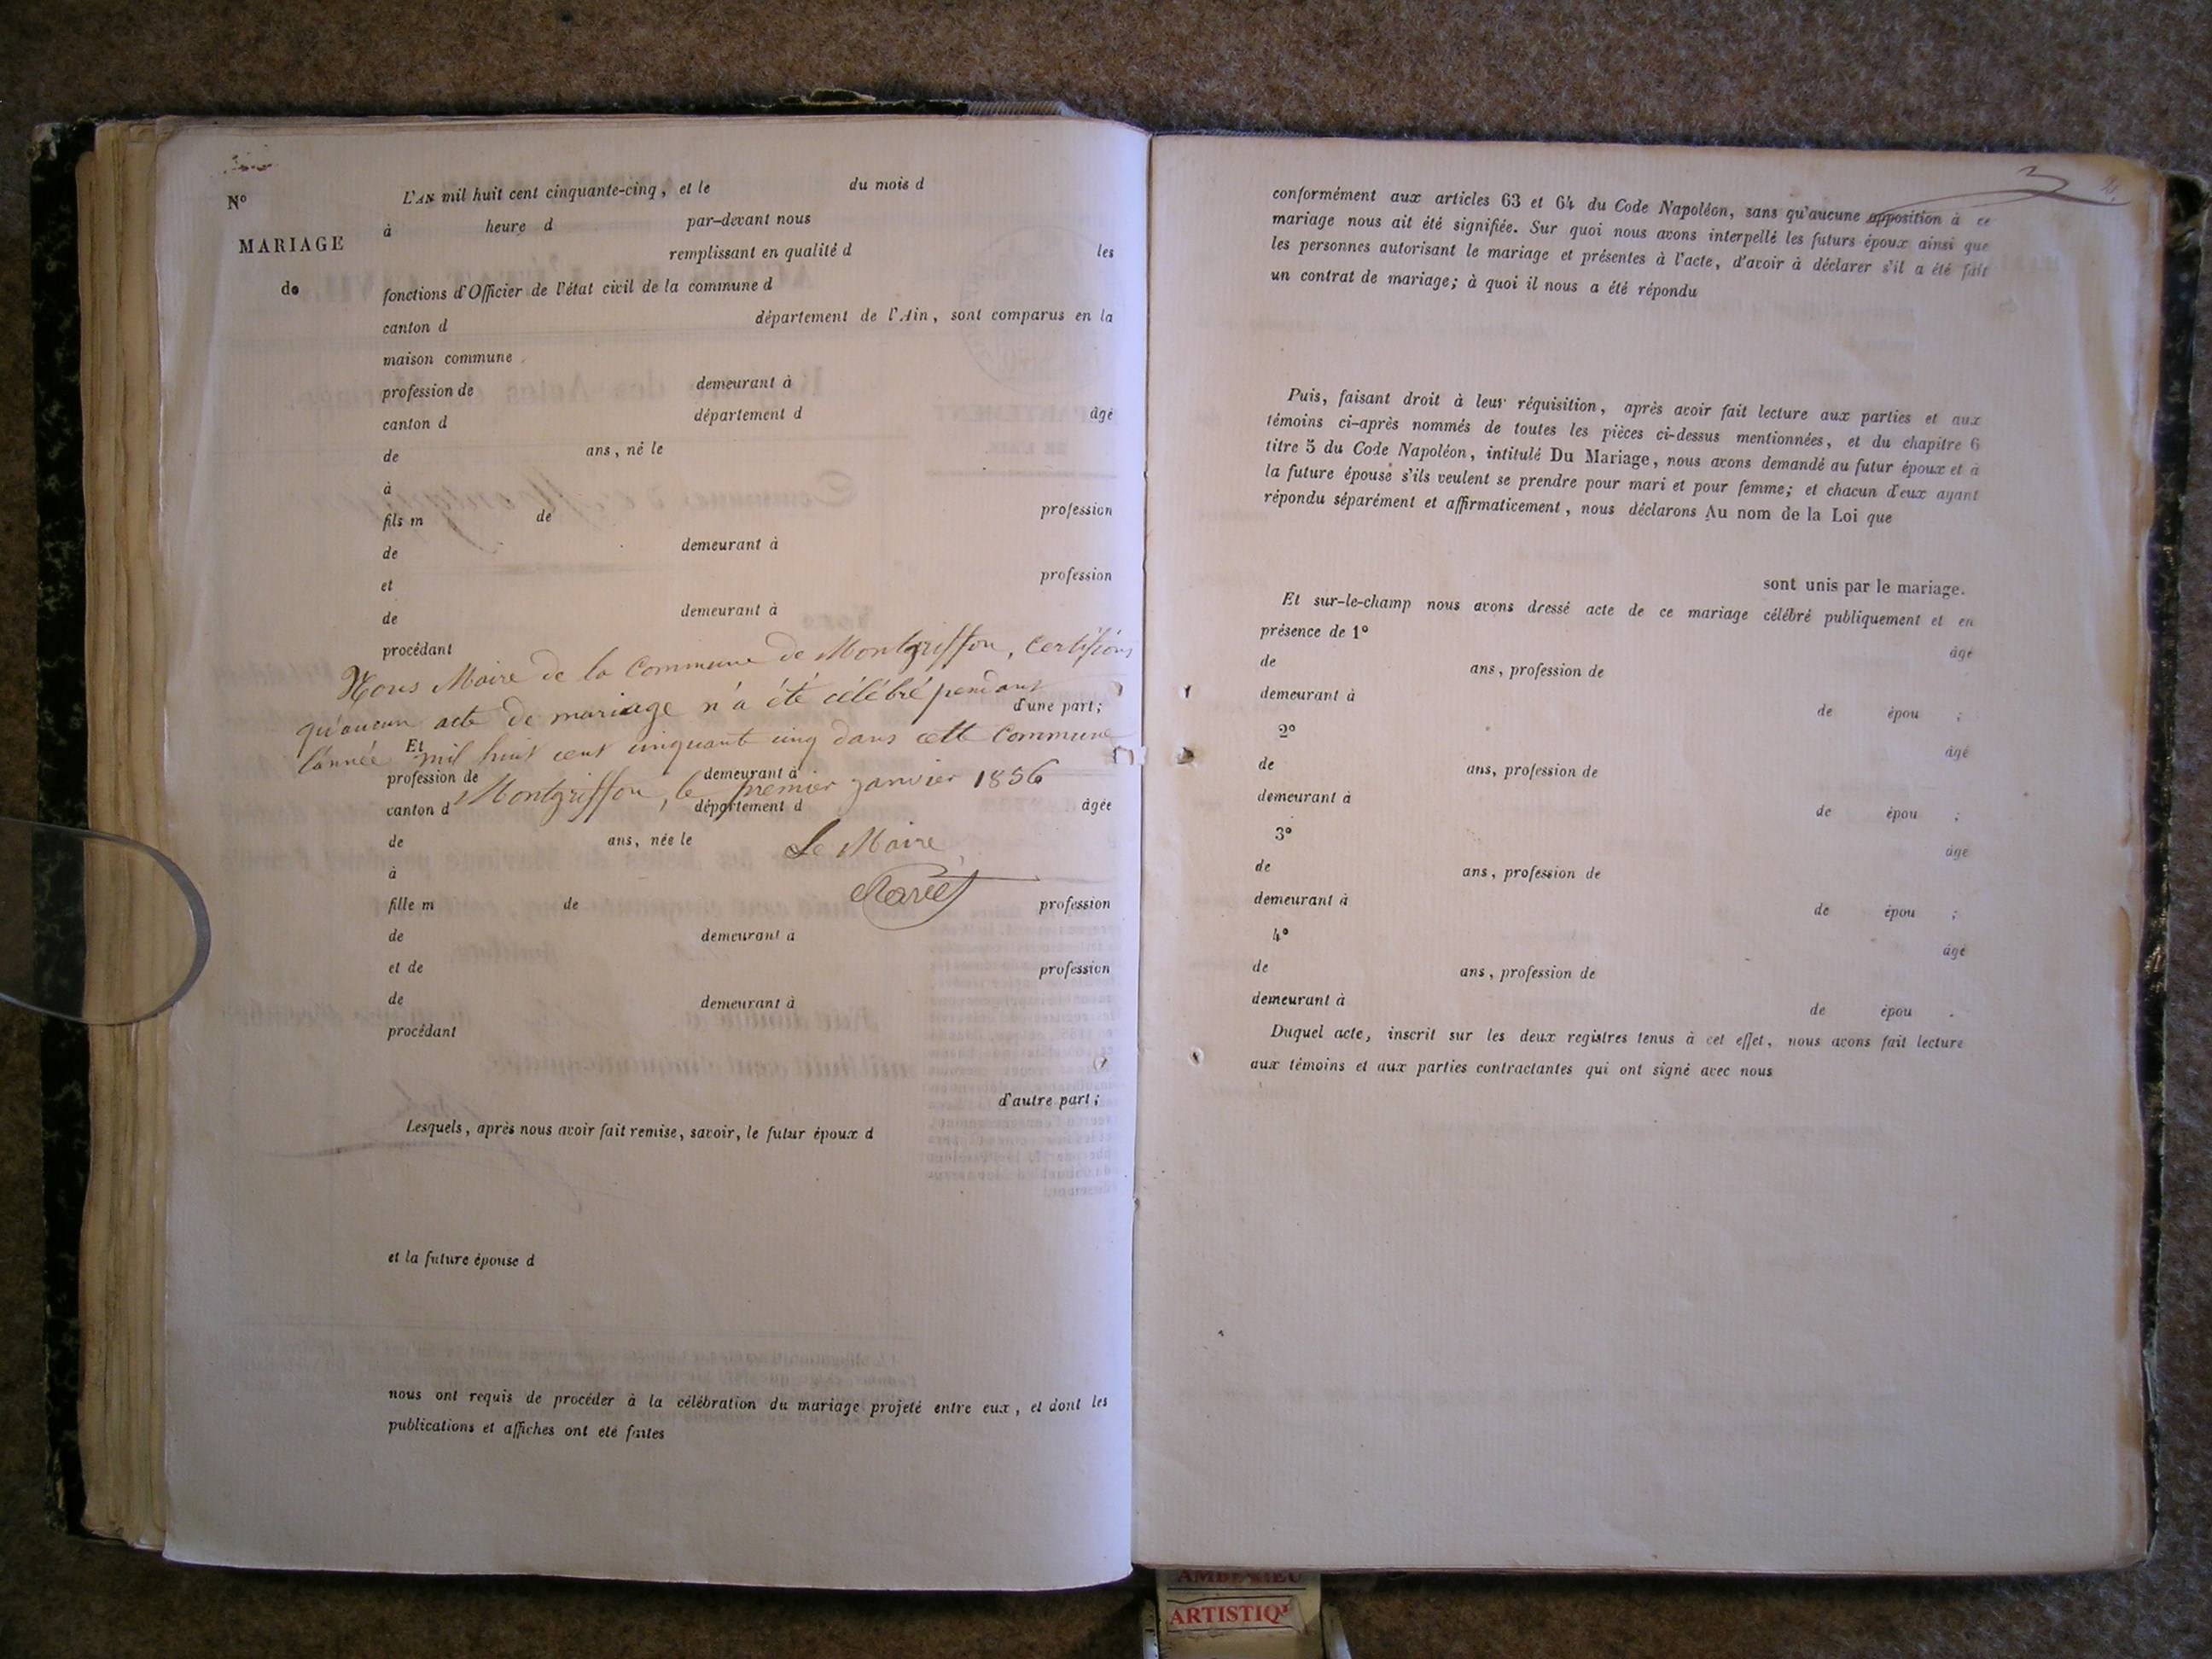 Nº
MARIAGE
de
L'AN mil huit cent cinquante-cinq, et le du mois d
à heure d par-devant nous
remplissant en qualité d les
fonctions d'Officier de l'état civil de la commune d
canton d département de l'Ain, sont comparus en la
maison commune
profession de demeurant à
canton d département d âgé
de ans, né le
à
fils m de profession
de demeurant à
et profession
de demeurant à
procédant
Nous Maire de la Commune de Montgriffon, certifions
qu'aucun acte de mariage n'a été célébré pendant
d'une part;
l'année mil huit cent cinquante cinq dans cette Commune
Et
profession de demeurant à
Montgriffon, le premier janvier 1856
canton d département d âgée
de ans, née le
Le Maire
à
fille m de profession
de demeurant à
et de profession
de demeurant à
procédant
d'autre part;
Lesquels, après nous avoir fait remise, savoir, le futur époux d
et la future épouse d
nous ont requis de procéder à la célébration du mariage projeté entre eux, et dont les
publications et affiches ont été faites
3
conformément aux articles 63 et 64 du Code Napoléon, sans qu'aucune opposition à ce
mariage nous ait été signifiée. Sur quoi nous avons interpellé les futurs époux ainsi que
les personnes autorisant le mariage et présentes à l'acte, d'avoir à déclarer s'il a été fait
un contrat de mariage; à quoi il nous a été répondu
Puis, faisant droit à leur réquisition, après avoir fait lecture aux parties et aux
témoins ci-après nommés de toutes les pièces ci-dessus mentionnées, et du chapitre 6
titre 5 du Code Napoléon, intitulé Du Mariage, nous avons demandé au futur époux et à
la future épouse s'ils veulent se prendre pour mari et pour femme; et chacun d'eux ayant
répondu séparément et affirmativement, nous déclarons Au nom de la Loi que
sont unis par le mariage.
Et sur-le-champ nous avons dressé acte de ce mariage célébré publiquement et en
présence de 1º
âgé
de ans, profession de
demeurant à de épou ;
2º âgé
de ans, profession de
demeurant à de épou ;
3º âgé
de ans, profession de
demeurant à de épou ;
4º âgé
de ans, profession de
demeurant à de épou .
Duquel acte, inscrit sur les deux registres tenus à cet effet, nous avons fait lecture
aux témoins et aux parties contractantes qui ont signé avec nous
ARTISTIQ